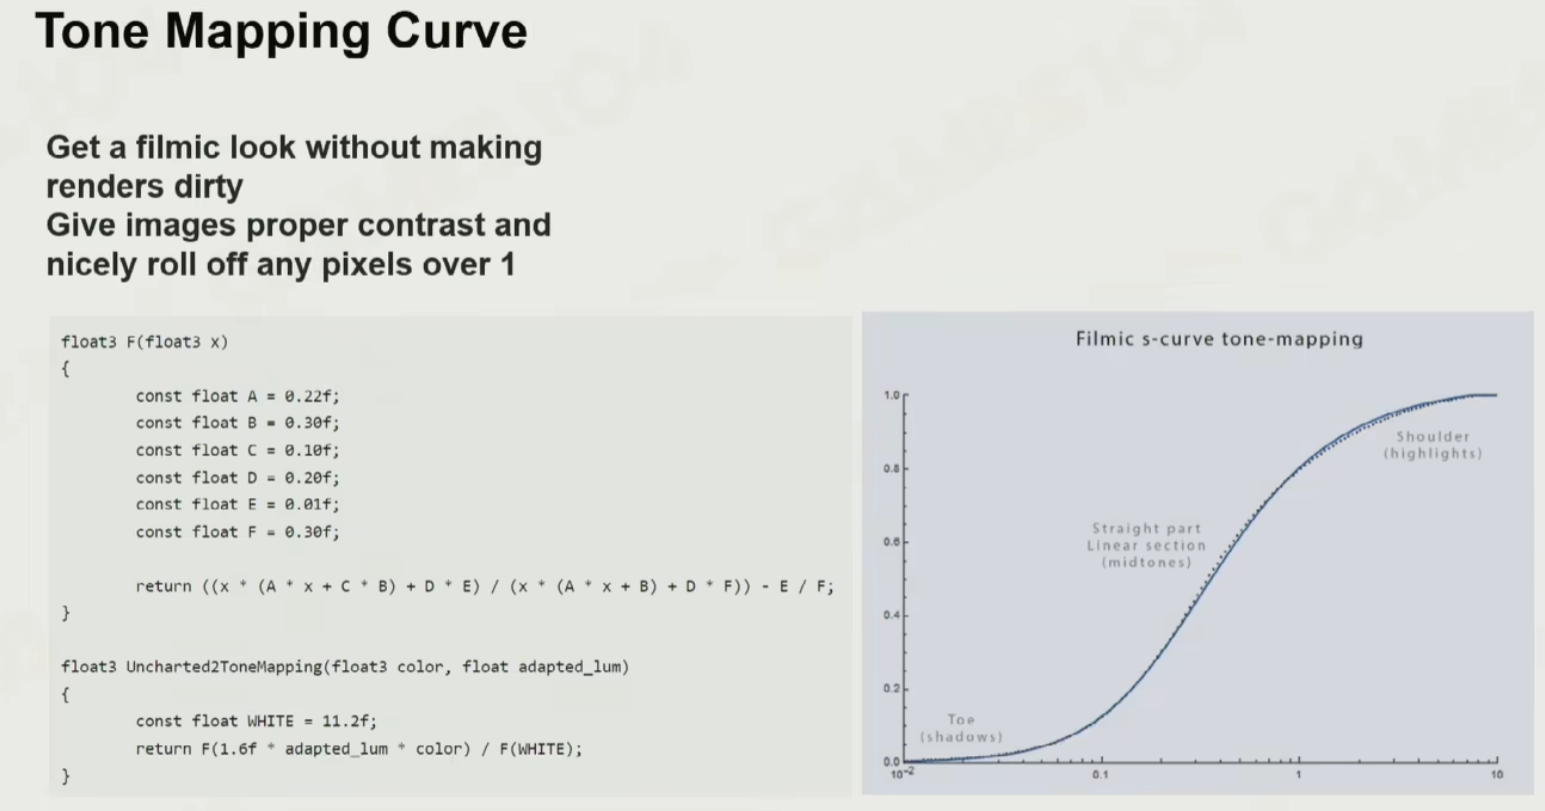 Tone Mapping Curve
Get a filmic look without making
renders dirty
Give images proper contrast and
nicely roll off any pixels over 1
float3 F(float3 x)
{
const float A = 0.22f;
const float B = 0.30f;
const float C = 0.10f;
const float D = 0.20f;
const float E = 0.01f;
const float F = 0.30f;
return ((x * (A * x + C * B) + D * E) / (x * (A * x + B) + D * F)) - E / F;
}
float3 Uncharted2ToneMapping(float3 color, float adapted_lum)
{
const float WHITE = 11.2f;
return F(1.6f * adapted_lum * color) / F(WHITE);
}
Filmic s-curve tone-mapping
1.0
Shoulder
(highlights)
0.8
Straight part
Linear section
(midtones)
0.6
0.4
0.2
Toe
(shadows)
0.0
10⁻² 0.1 1 10
GAMES104